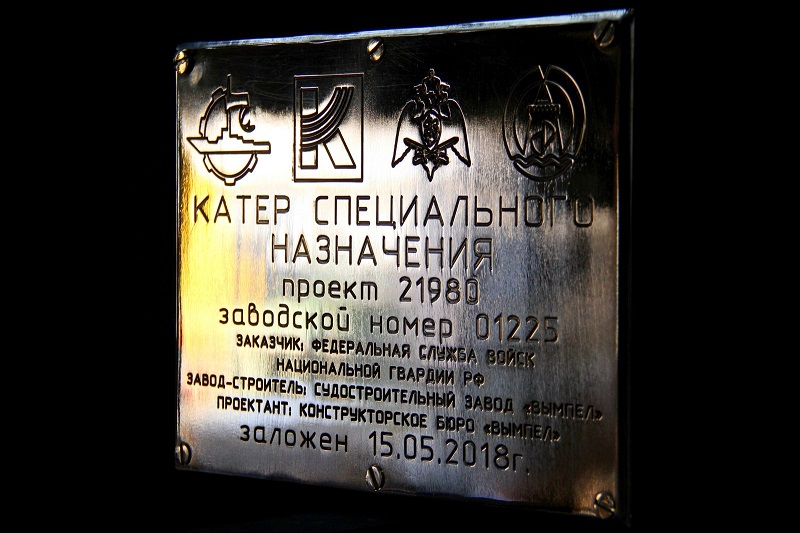 К
КАТЕР СПЕЦИАЛЬНОГО
НАЗНАЧЕНИЯ
проект 21980
заводской номер 01225
ЗАКАЗЧИК: ФЕДЕРАЛЬНАЯ СЛУЖБА ВОЙСК
НАЦИОНАЛЬНОЙ ГВАРДИИ РФ
ЗАВОД-СТРОИТЕЛЬ: СУДОСТРОИТЕЛЬНЫЙ ЗАВОД «ВЫМПЕЛ»
ПРОЕКТАНТ: КОНСТРУКТОРСКОЕ БЮРО «ВЫМПЕЛ»
заложен 15.05.2018г.